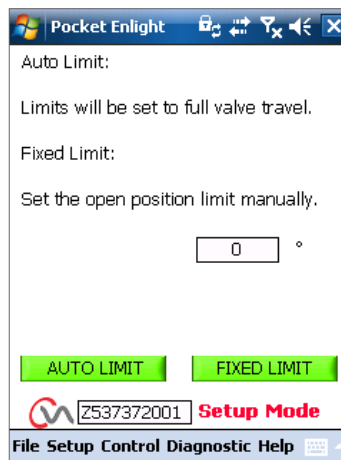 Pocket Enlight
Auto Limit:
Limits will be set to full valve travel.
Fixed Limit:
Set the open position limit manually.
0 °
AUTO LIMIT FIXED LIMIT
Z537372001 Setup Mode
File Setup Control Diagnostic Help